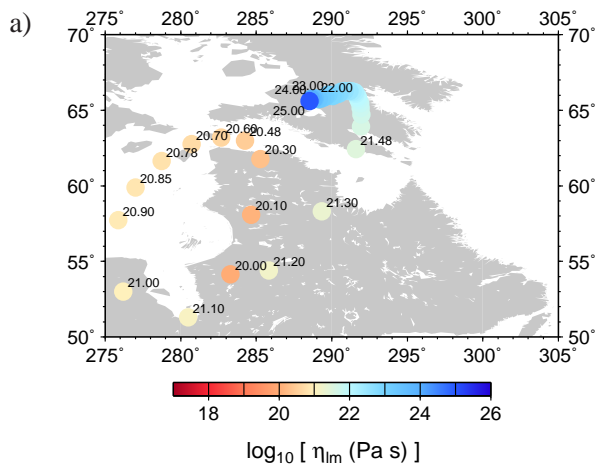 a)
275˚ 280˚ 285˚ 290˚ 295˚ 300˚ 305˚
70˚ 70˚
24.00 23.00 22.00
65˚ 25.00 65˚
20.70 20.60 20.48 21.48
20.78 20.30
60˚ 20.85 60˚
20.90 20.10 21.30
55˚ 20.00 21.20 55˚
21.00
21.10
50˚ 50˚
275˚ 280˚ 285˚ 290˚ 295˚ 300˚ 305˚
18 20 22 24 26
log10 [ ηlm (Pa s) ]